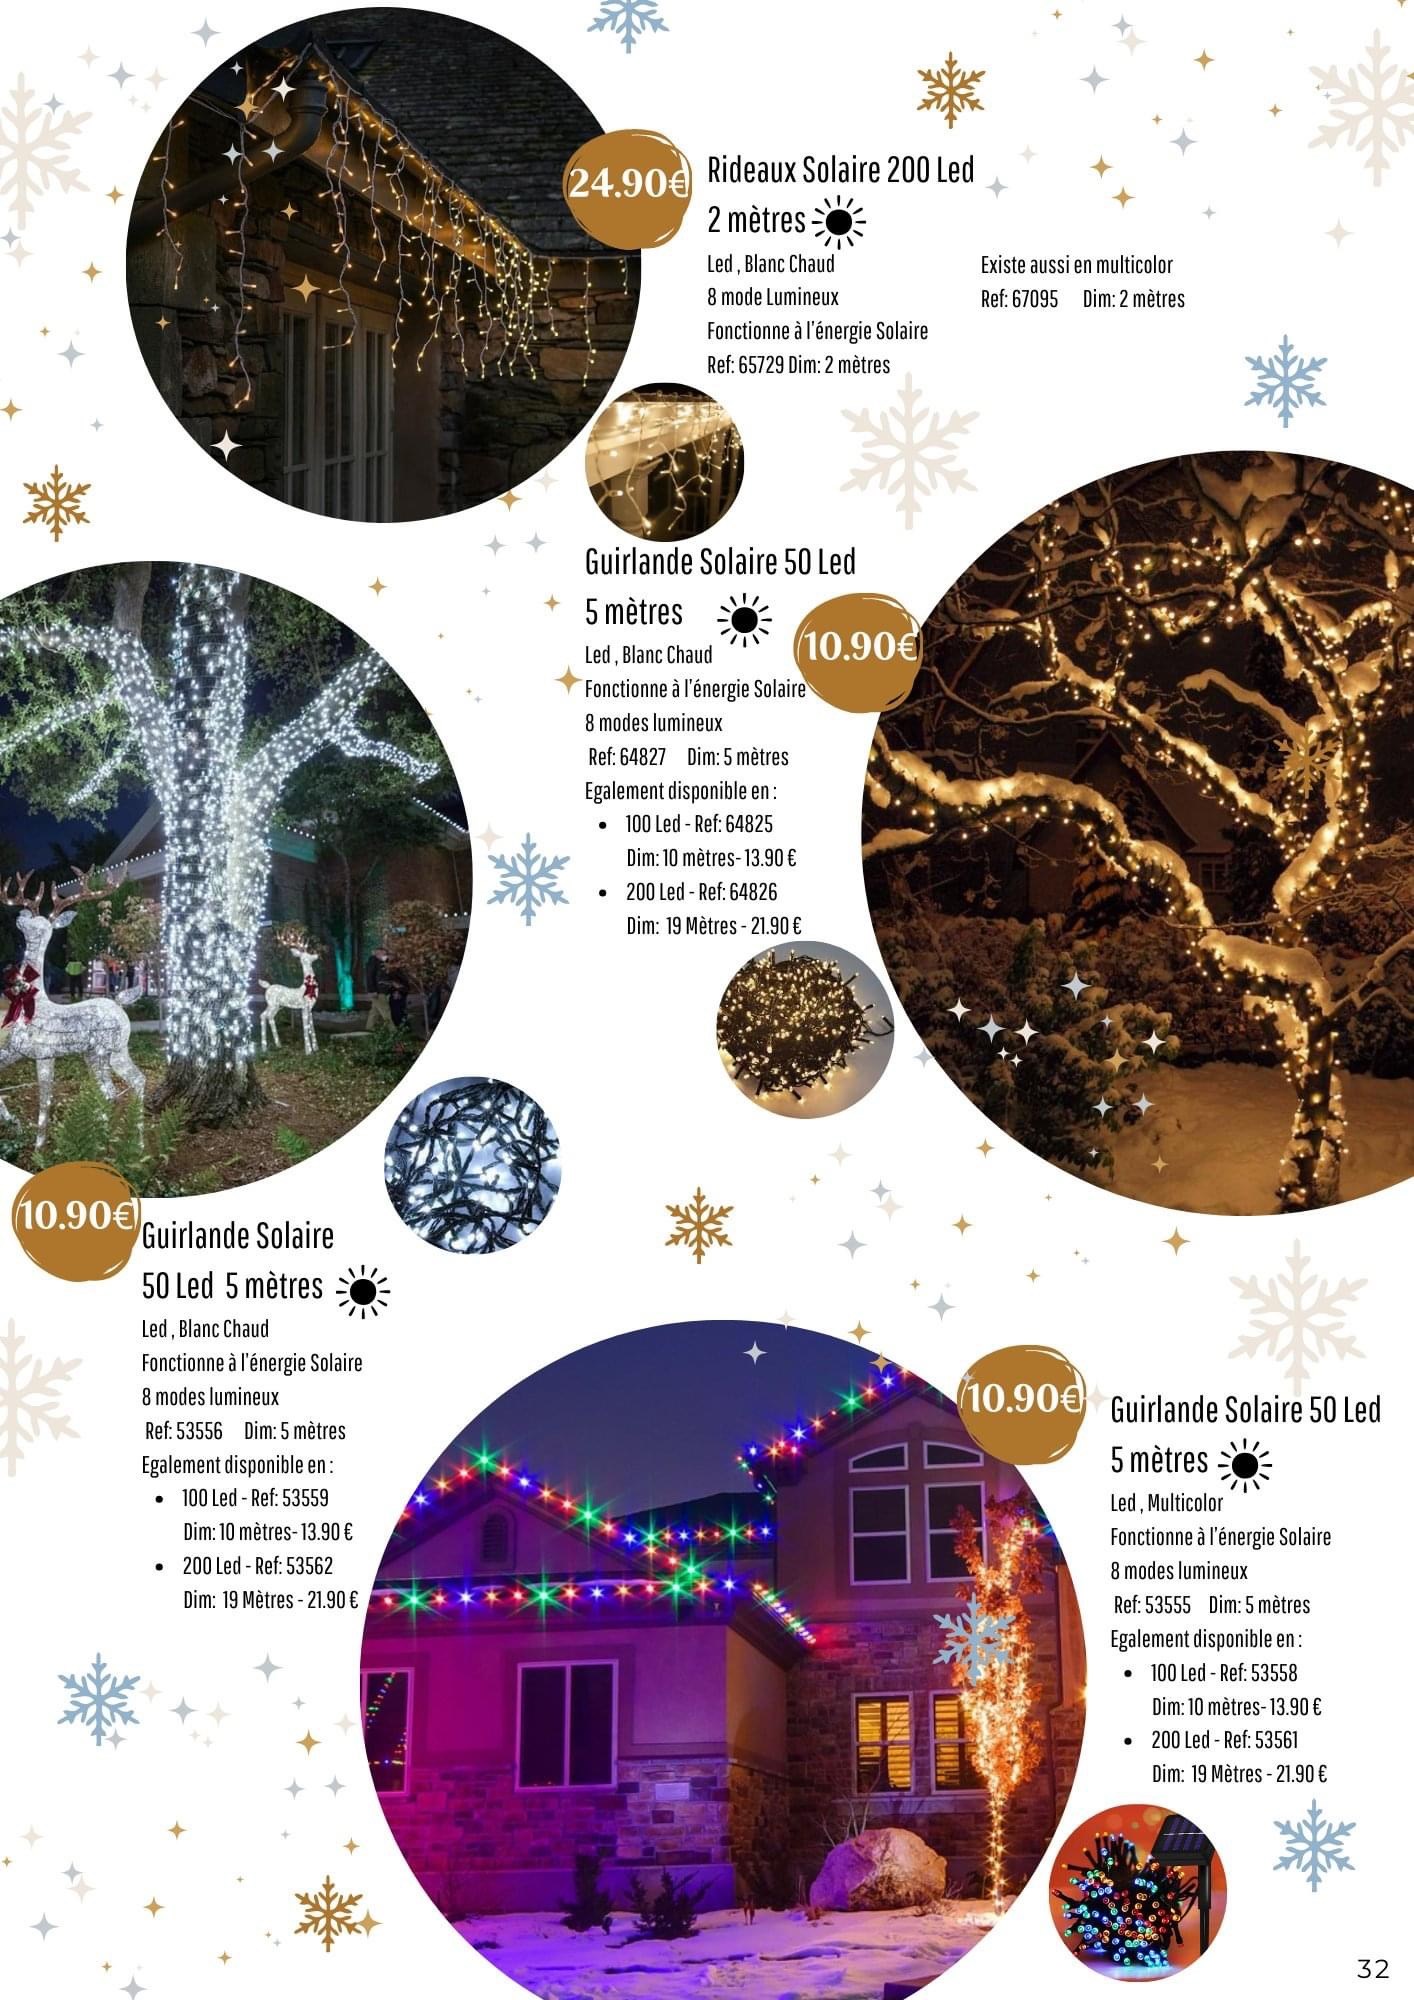 24.90€
Rideaux Solaire 200 Led
2 mètres
Led , Blanc Chaud
8 mode Lumineux
Fonctionne à l'énergie Solaire
Ref: 65729 Dim: 2 mètres
Existe aussi en multicolor
Ref: 67095 Dim: 2 mètres
Guirlande Solaire 50 Led
5 mètres
10.90€
Led , Blanc Chaud
Fonctionne à l'énergie Solaire
8 modes lumineux
Ref: 64827 Dim: 5 mètres
Egalement disponible en :
• 100 Led - Ref: 64825
Dim: 10 mètres- 13.90 €
• 200 Led - Ref: 64826
Dim: 19 Mètres - 21.90 €
10.90€
Guirlande Solaire
50 Led 5 mètres
Led , Blanc Chaud
Fonctionne à l'énergie Solaire
8 modes lumineux
Ref: 53556 Dim: 5 mètres
Egalement disponible en :
• 100 Led - Ref: 53559
Dim: 10 mètres- 13.90 €
• 200 Led - Ref: 53562
Dim: 19 Mètres - 21.90 €
10.90€
Guirlande Solaire 50 Led
5 mètres
Led , Multicolor
Fonctionne à l'énergie Solaire
8 modes lumineux
Ref: 53555 Dim: 5 mètres
Egalement disponible en :
• 100 Led - Ref: 53558
Dim: 10 mètres- 13.90 €
• 200 Led - Ref: 53561
Dim: 19 Mètres - 21.90 €
32